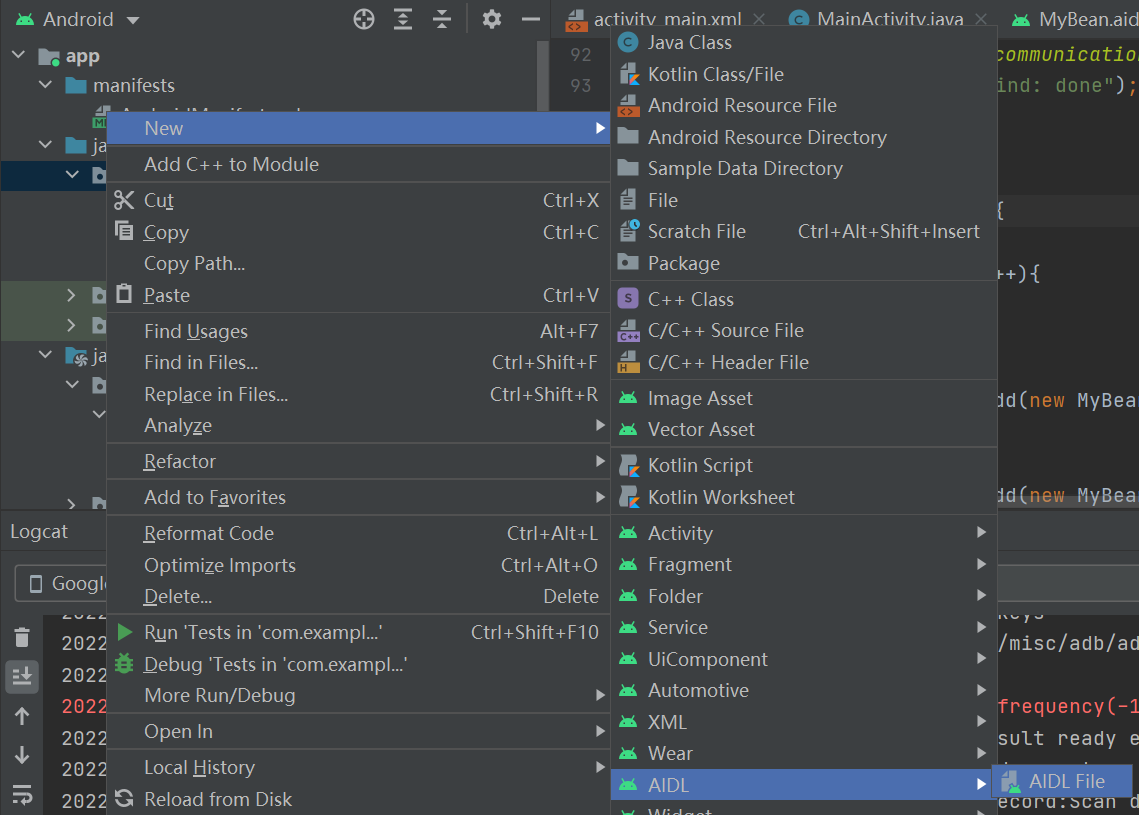 Android
activity_main.xml
MainActivity.java
MyBean.aid
app
manifests
ja
New
Add C++ to Module
Cut Ctrl+X
Copy Ctrl+C
Copy Path...
Paste Ctrl+V
Find Usages Alt+F7
Find in Files... Ctrl+Shift+F
Replace in Files... Ctrl+Shift+R
Analyze
Refactor
Add to Favorites
Reformat Code Ctrl+Alt+L
Optimize Imports Ctrl+Alt+O
Delete... Delete
Run 'Tests in 'com.exampl...' Ctrl+Shift+F10
Debug 'Tests in 'com.exampl...'
More Run/Debug
Open In
Local History
Reload from Disk
ja
Logcat
Google
2022
2022
2022
2022
2022
2022
92
93
Java Class
Kotlin Class/File
Android Resource File
Android Resource Directory
Sample Data Directory
File
Scratch File Ctrl+Alt+Shift+Insert
Package
C++ Class
C/C++ Source File
C/C++ Header File
Image Asset
Vector Asset
Kotlin Script
Kotlin Worksheet
Activity
Fragment
Folder
Service
UiComponent
Automotive
XML
Wear
AIDL
AIDL File
Widget
communication
ind: done");
{
++){
dd(new MyBea
dd(new MyBea
keys
/misc/adb/ad
frequency(-1
sult ready e
ecord:Scan d